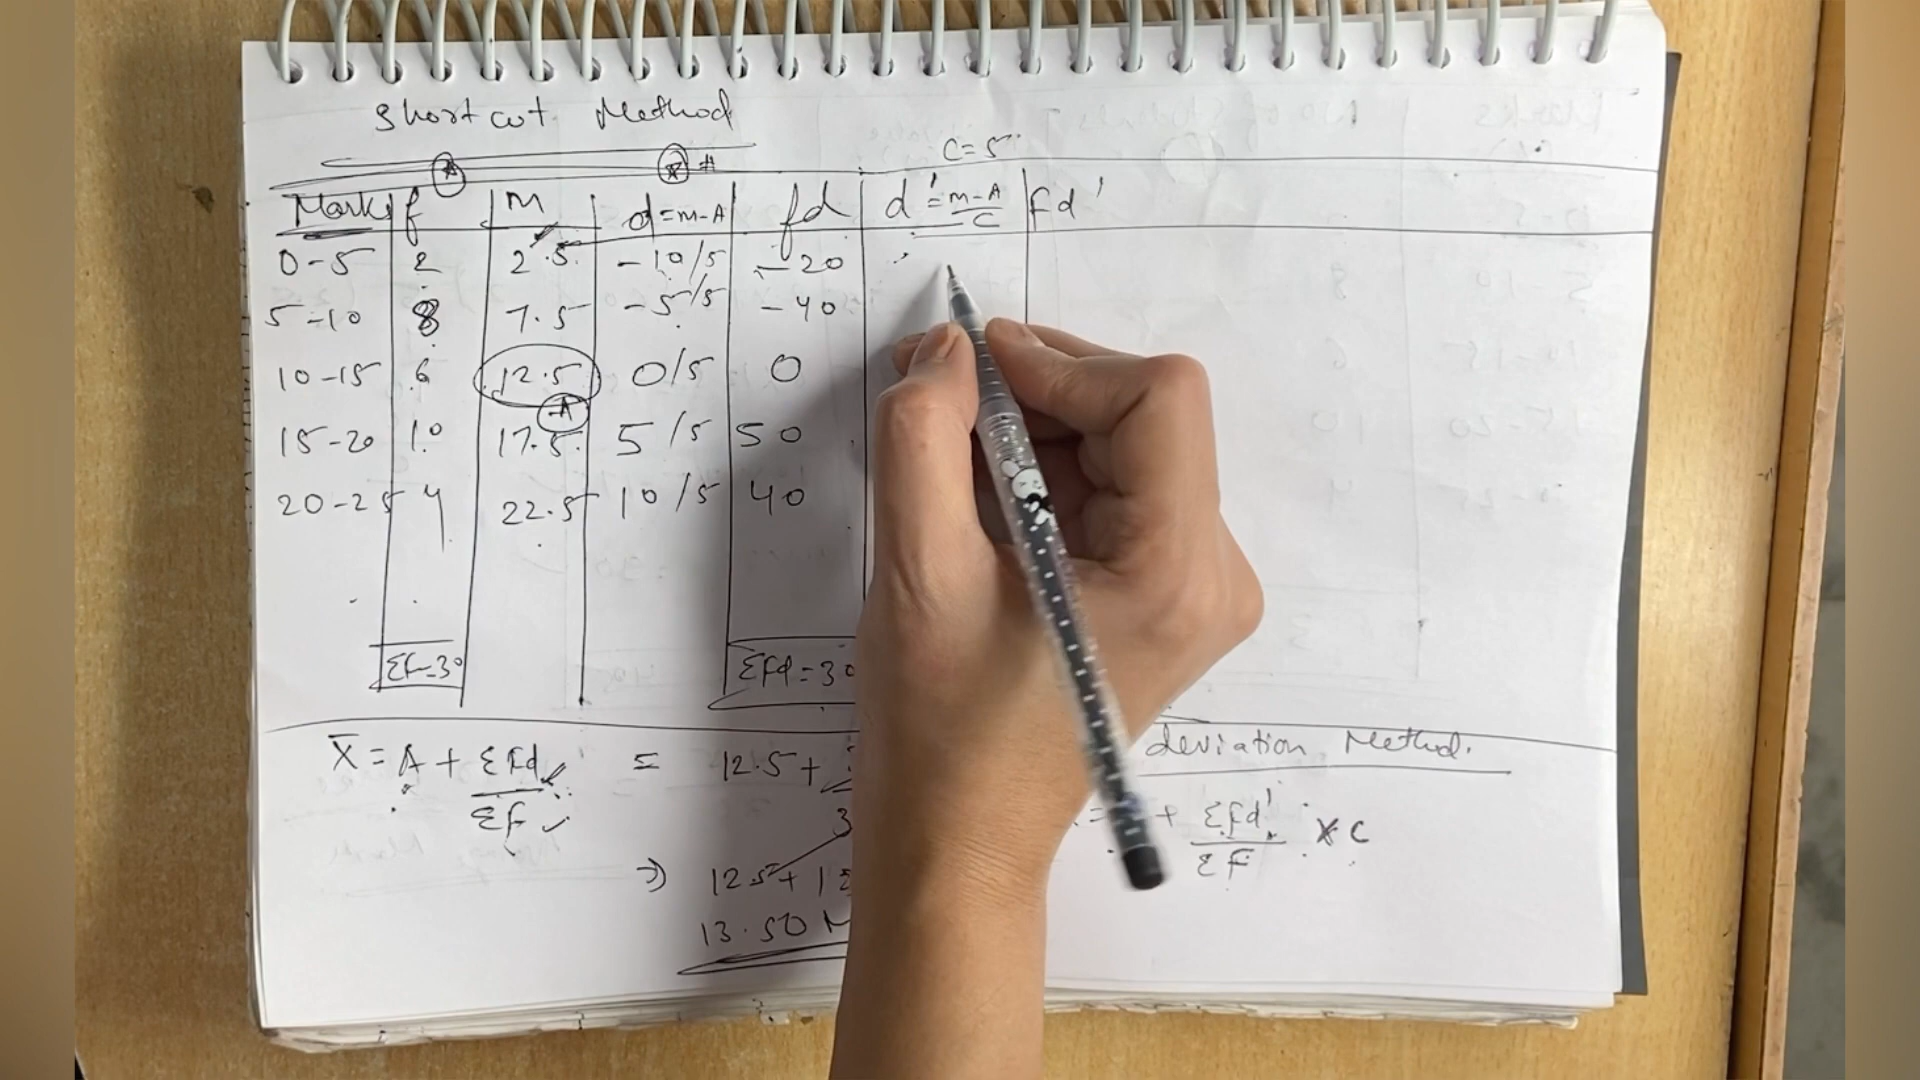 Shortcut Method
C=5
A A #
Marks f m d=m-A fd d'=m-A/C fd'
0-5 2 2.5 -10/5 -20
5-10 8 7.5 -5/5 -40
10-15 6 12.5 0/5 0
A
15-20 10 17.5 5/5 50
20-25 4 22.5 10/5 40
Σf=30 Σfd=30
deviation Method.
X̄ = A + Σfd/Σf = 12.5+
3
= + Σfd'/Σf × C
⇒ 12.5+1
13.50